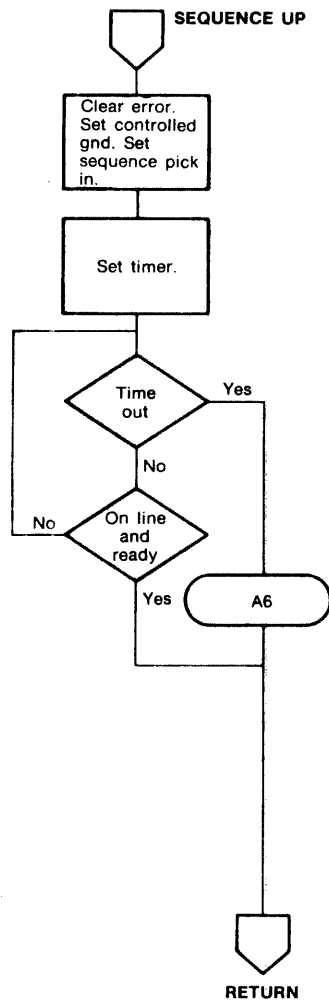 SEQUENCE UP
Clear error.
Set controlled
gnd. Set
sequence pick
in.
Set timer.
Time
out
Yes
No
On line
and
ready
No
Yes
A6
RETURN